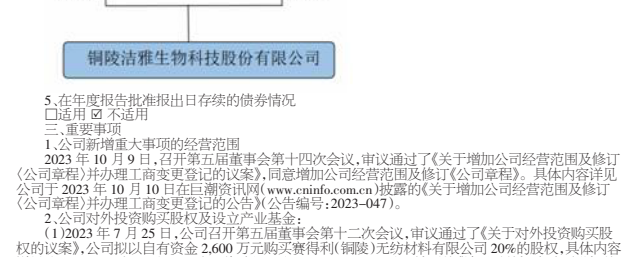 铜陵洁雅生物科技股份有限公司
5、在年度报告批准报出日存续的债券情况
□适用 ☑ 不适用
三、重要事项
1、公司新增重大事项的经营范围
2023 年 10 月 9 日,召开第五届董事会第十四次会议,审议通过了《关于增加公司经营范围及修订
〈公司章程〉并办理工商变更登记的议案》,同意增加公司经营范围及修订《公司章程》。具体内容详见
公司于 2023 年 10 月 10 日在巨潮资讯网(www.cninfo.com.cn)披露的《关于增加公司经营范围及修订
〈公司章程〉并办理工商变更登记的公告》(公告编号:2023-047)。
2、公司对外投资购买股权及设立产业基金:
(1)2023 年 7 月 25 日,公司召开第五届董事会第十二次会议,审议通过了《关于对外投资购买股
权的议案》,公司拟以自有资金 2,600 万元购买赛得利(铜陵)无纺材料有限公司 20%的股权,具体内容